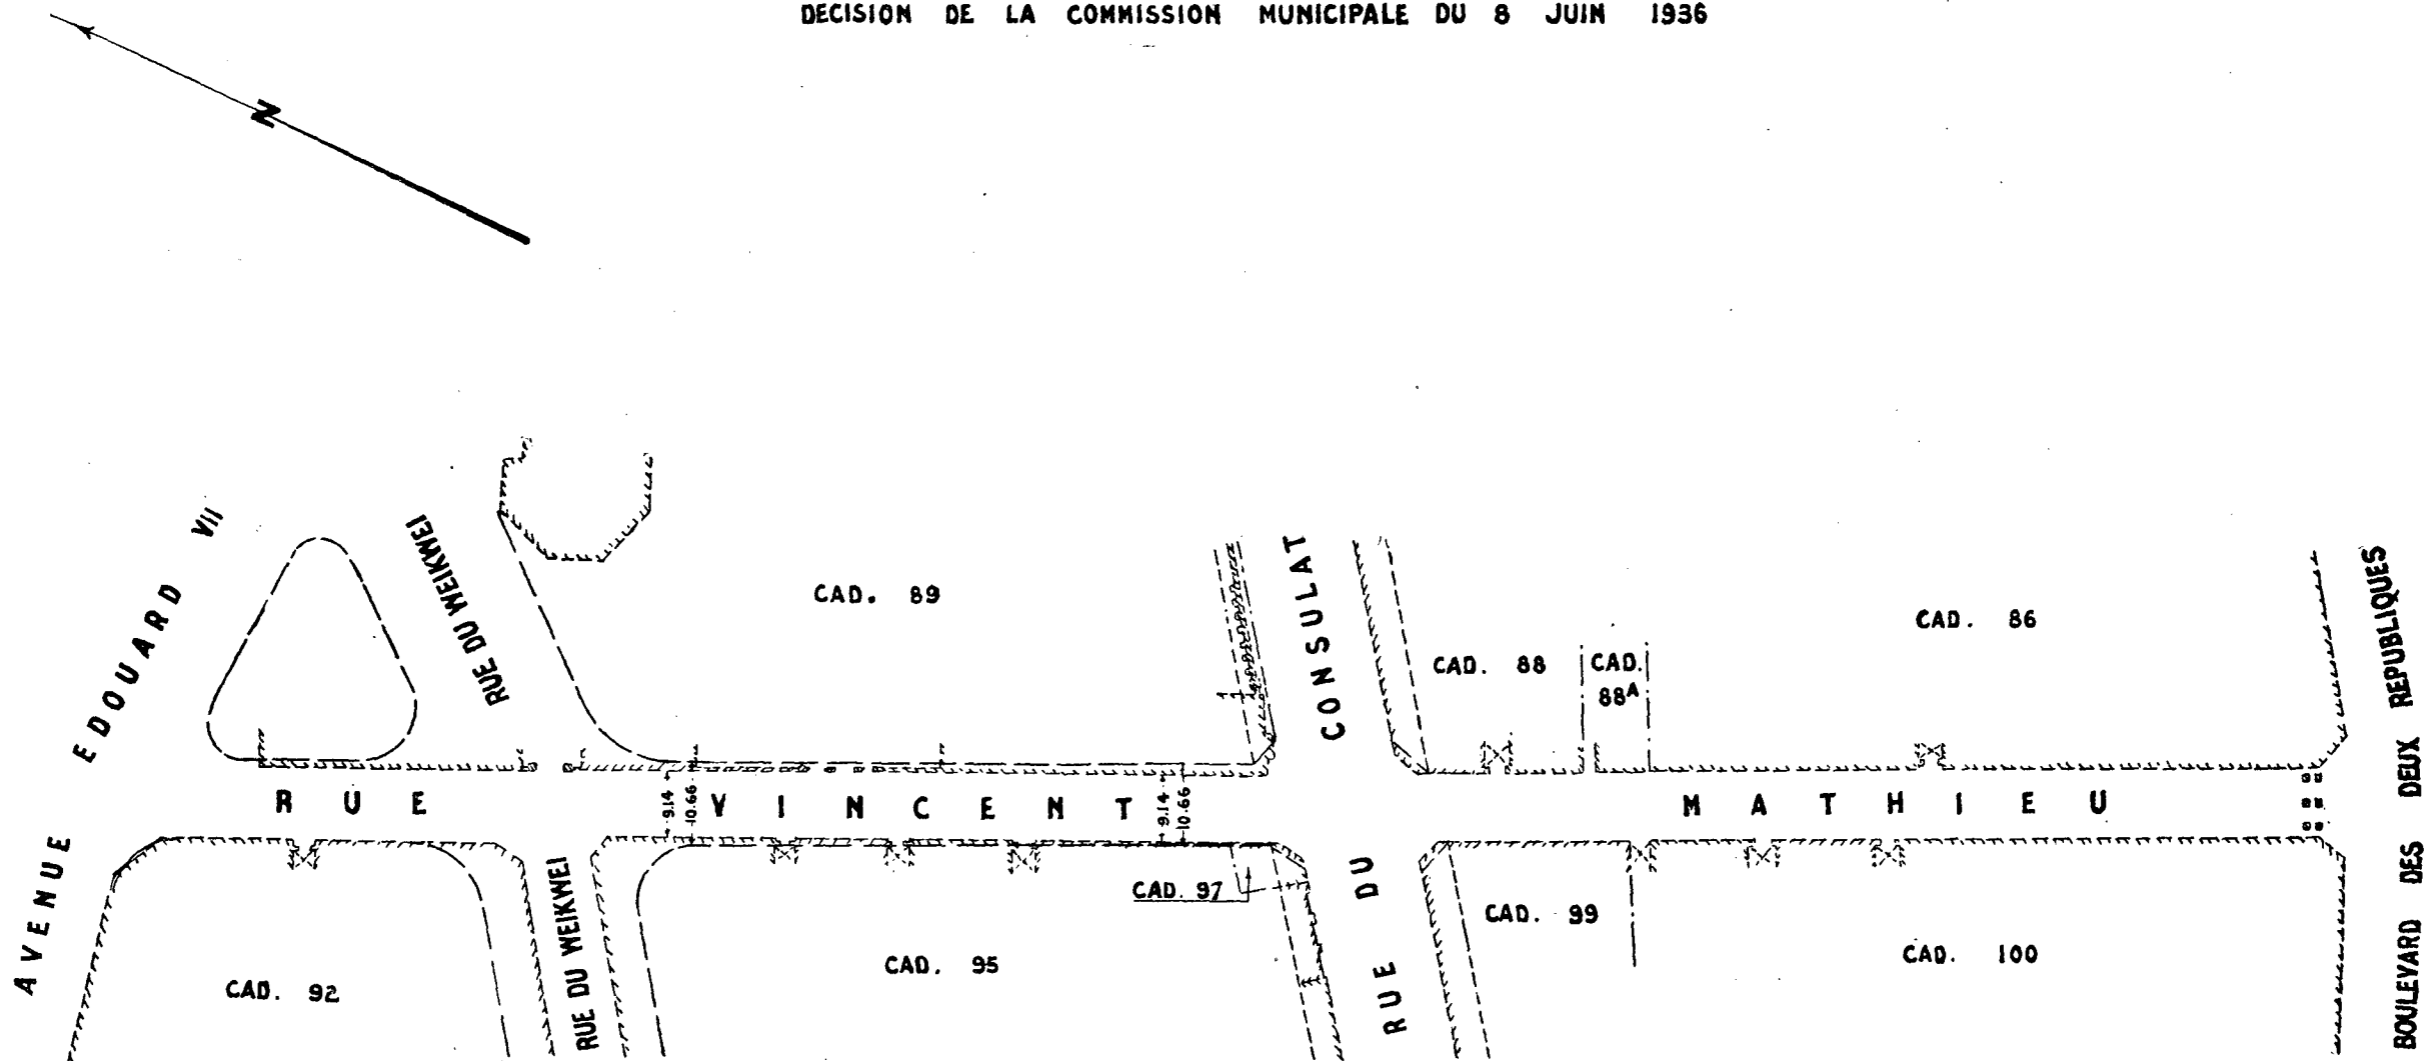 DECISION DE LA COMMISSION MUNICIPALE DU 8 JUIN 1936
N
AVENUE EDOUARD VII
RUE DU WEIKWEI
CAD. 89
RUE DU CONSULAT
CAD. 88
CAD.
88A
CAD. 86
BOULEVARD DES DEUX REPUBLIQUES
RUE VINCENT MATHIEU
9.14
10.66
9.14
10.66
CAD. 92
RUE DU WEIKWEI
CAD. 95
CAD. 97
CAD. 99
CAD. 100